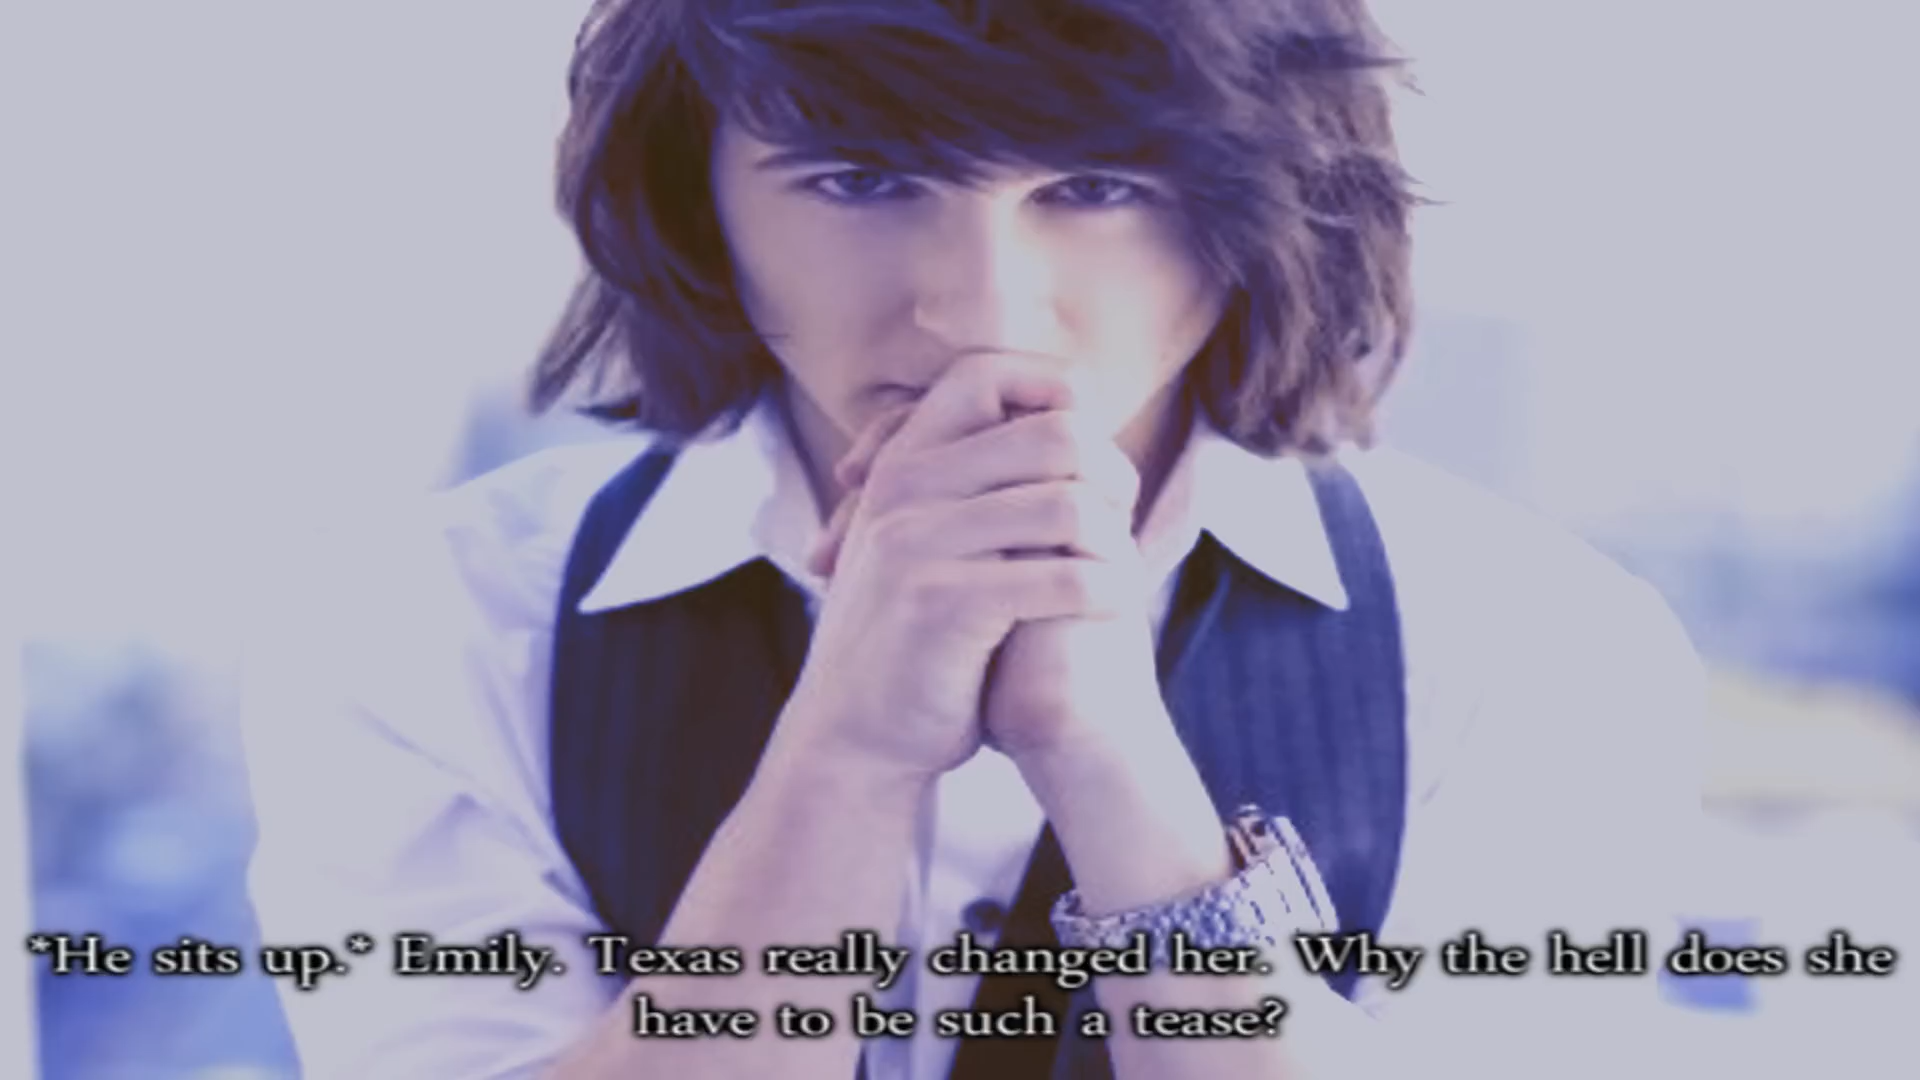 *He sits up.* Emily. Texas really changed her. Why the hell does she
have to be such a tease?